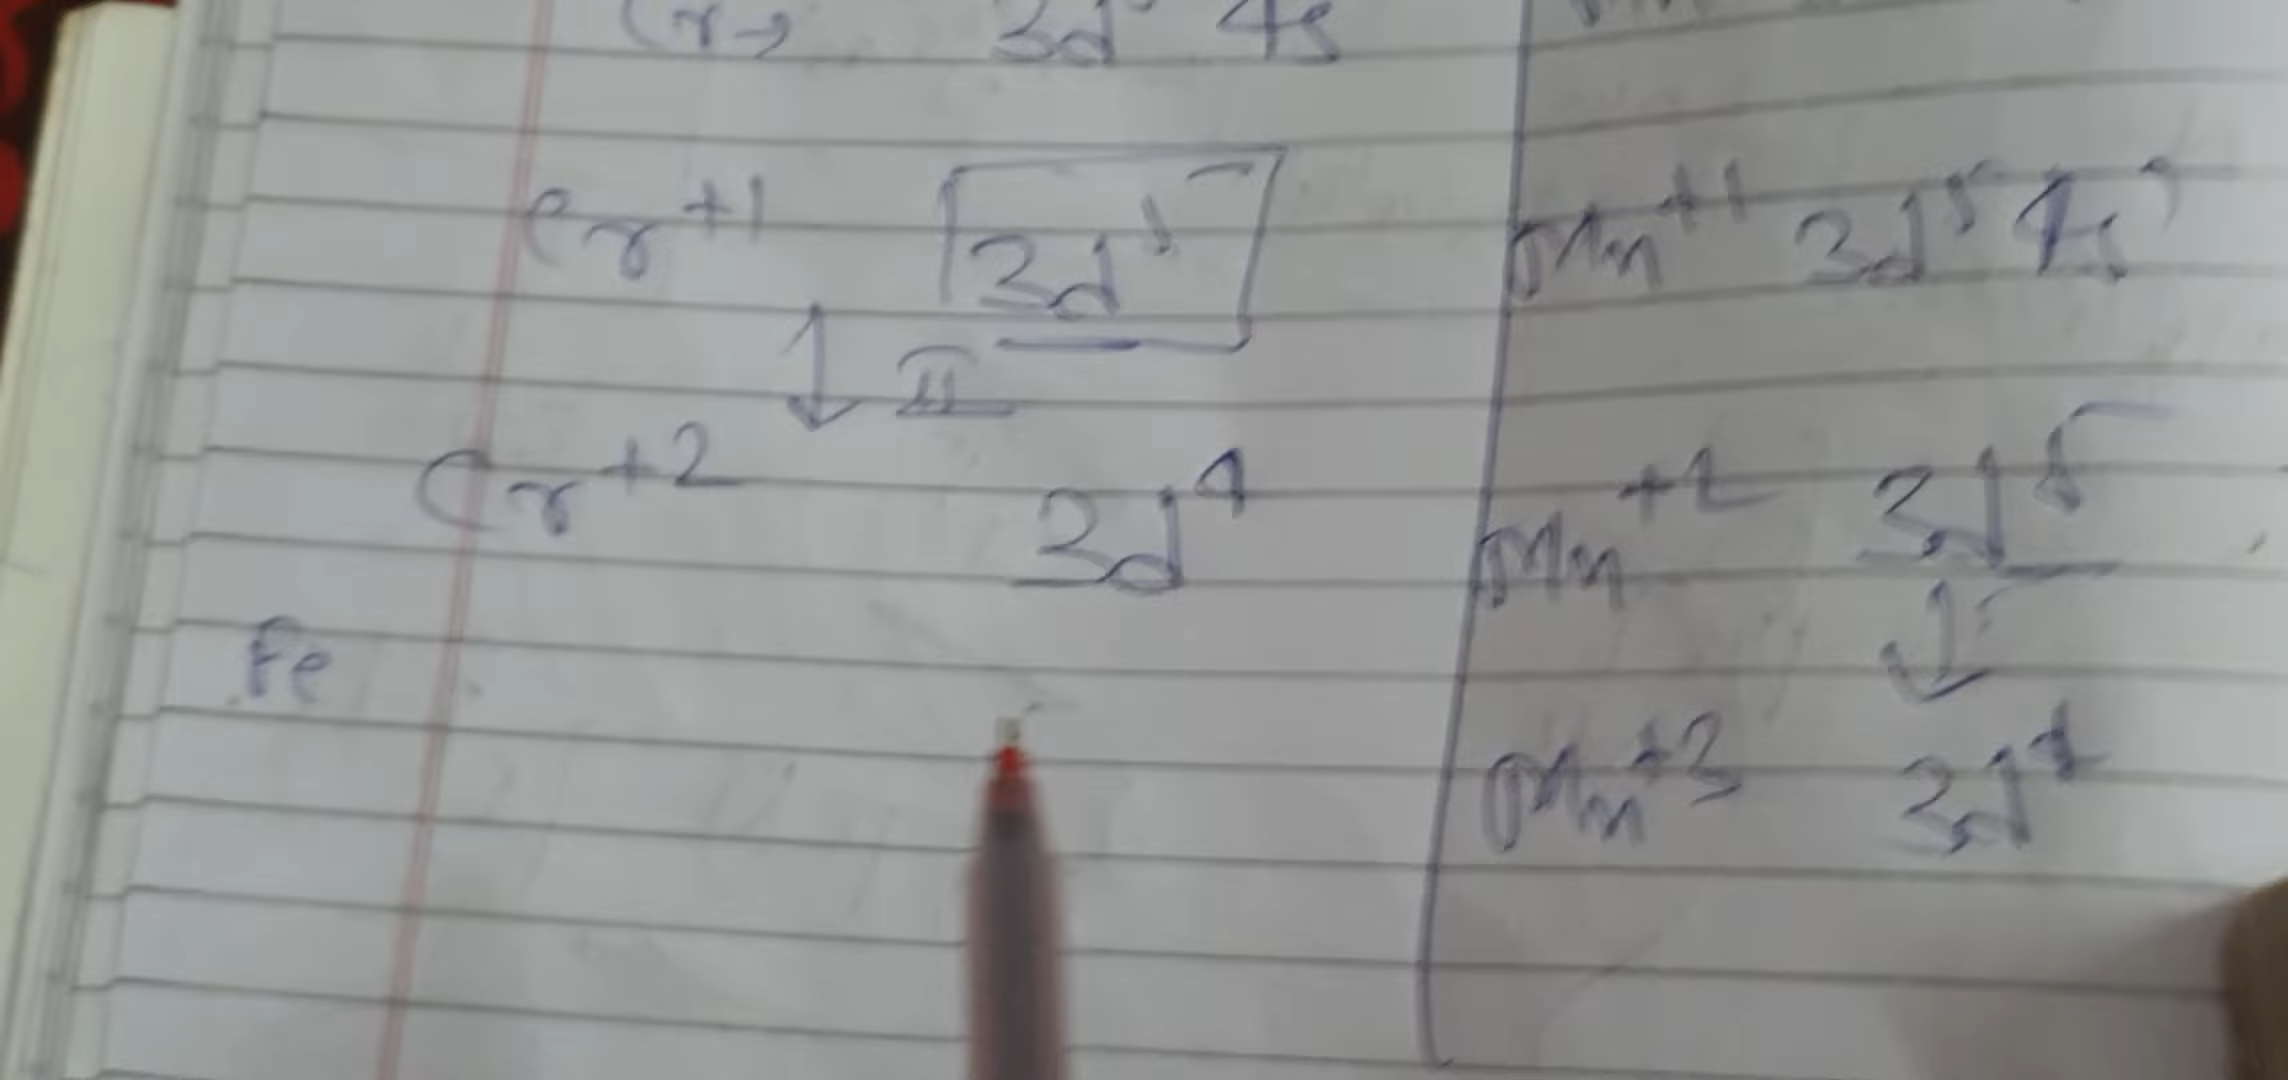 Cr → 3d⁵ 4s
Cr⁺¹ 3d⁵
↓ II
Cr⁺² 3d⁴
Fe
Mn⁺¹ 3d⁵ 4s¹
Mn⁺² 3d⁵
↓
Mn⁺³ 3d⁴